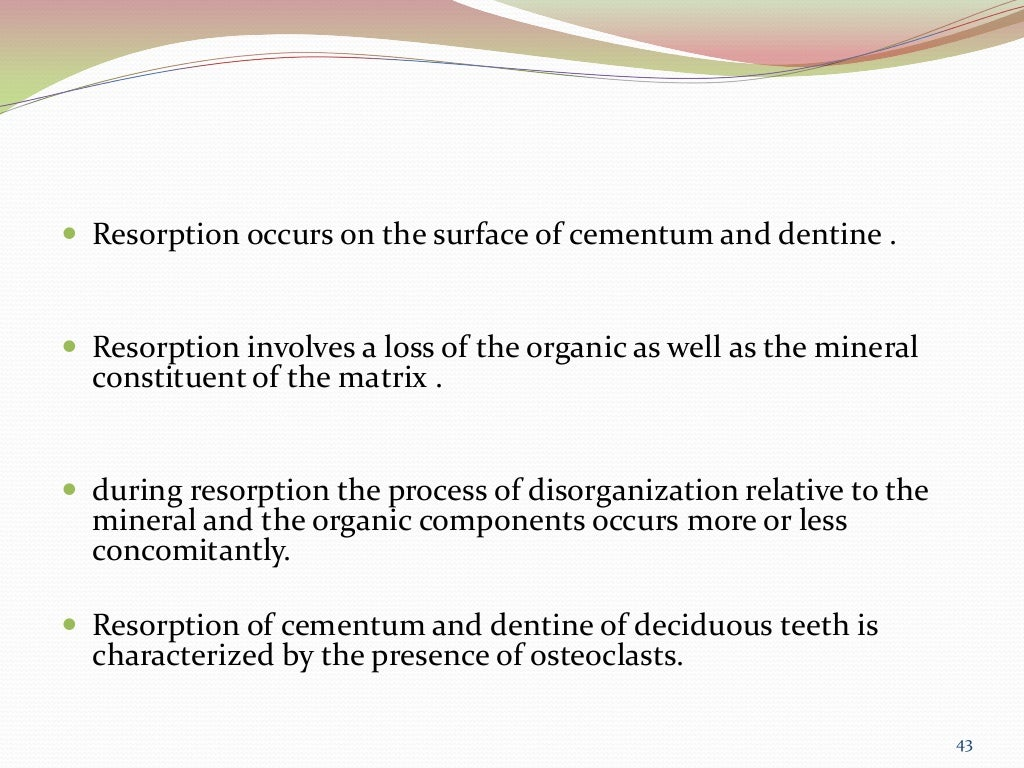 • Resorption occurs on the surface of cementum and dentine .
• Resorption involves a loss of the organic as well as the mineral
constituent of the matrix .
• during resorption the process of disorganization relative to the
mineral and the organic components occurs more or less
concomitantly.
• Resorption of cementum and dentine of deciduous teeth is
characterized by the presence of osteoclasts.
43